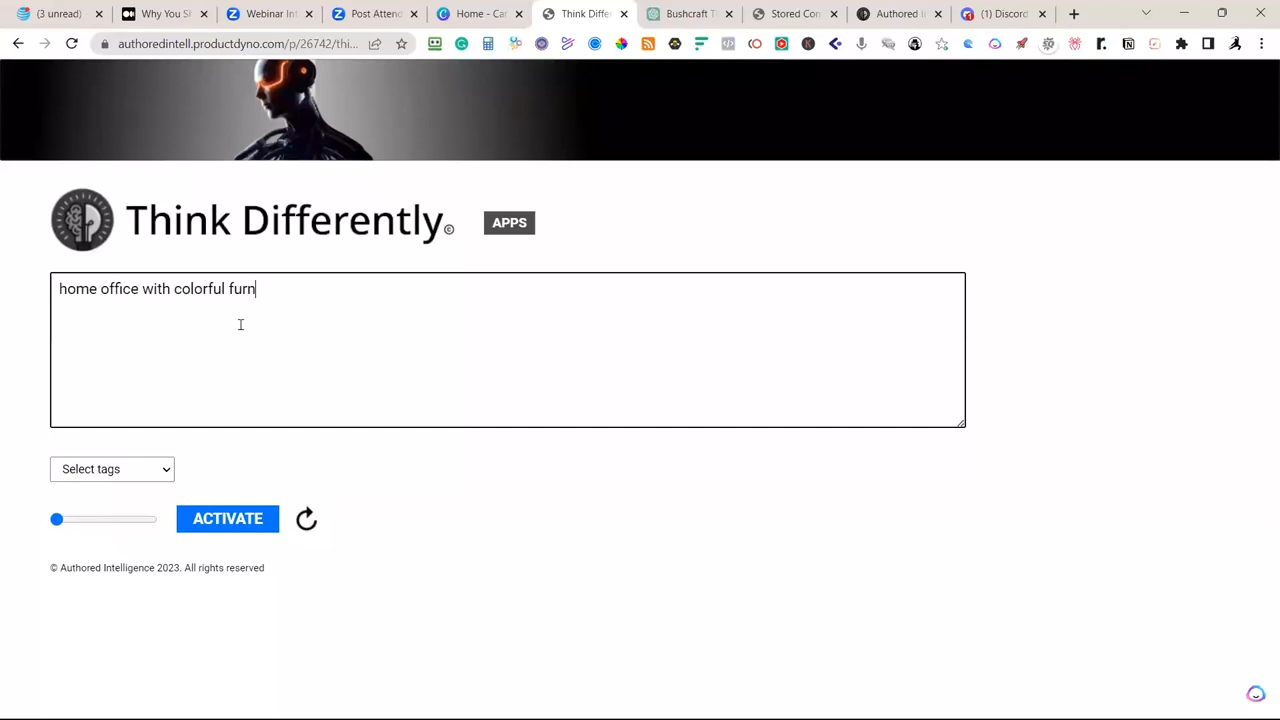 (3 unread)
Why You S
Webinar Int
Post Attend
Home - Can
Think Differ
Bushcraft T
Stored Con
Authored I
(1) Discord
authoredintell.productdyno.com/p/26742/thi...
Think Differently©
APPS
home office with colorful furn
Select tags
ACTIVATE
© Authored Intelligence 2023. All rights reserved